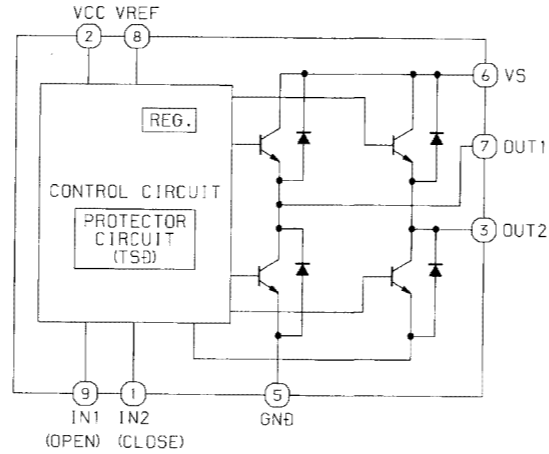 VCC VREF
2 8
6 VS
REG.
7 OUT1
CONTROL CIRCUIT
PROTECTOR
CIRCUIT
(TSD)
3 OUT2
9 1 5
IN1 IN2 GND
(OPEN) (CLOSE)